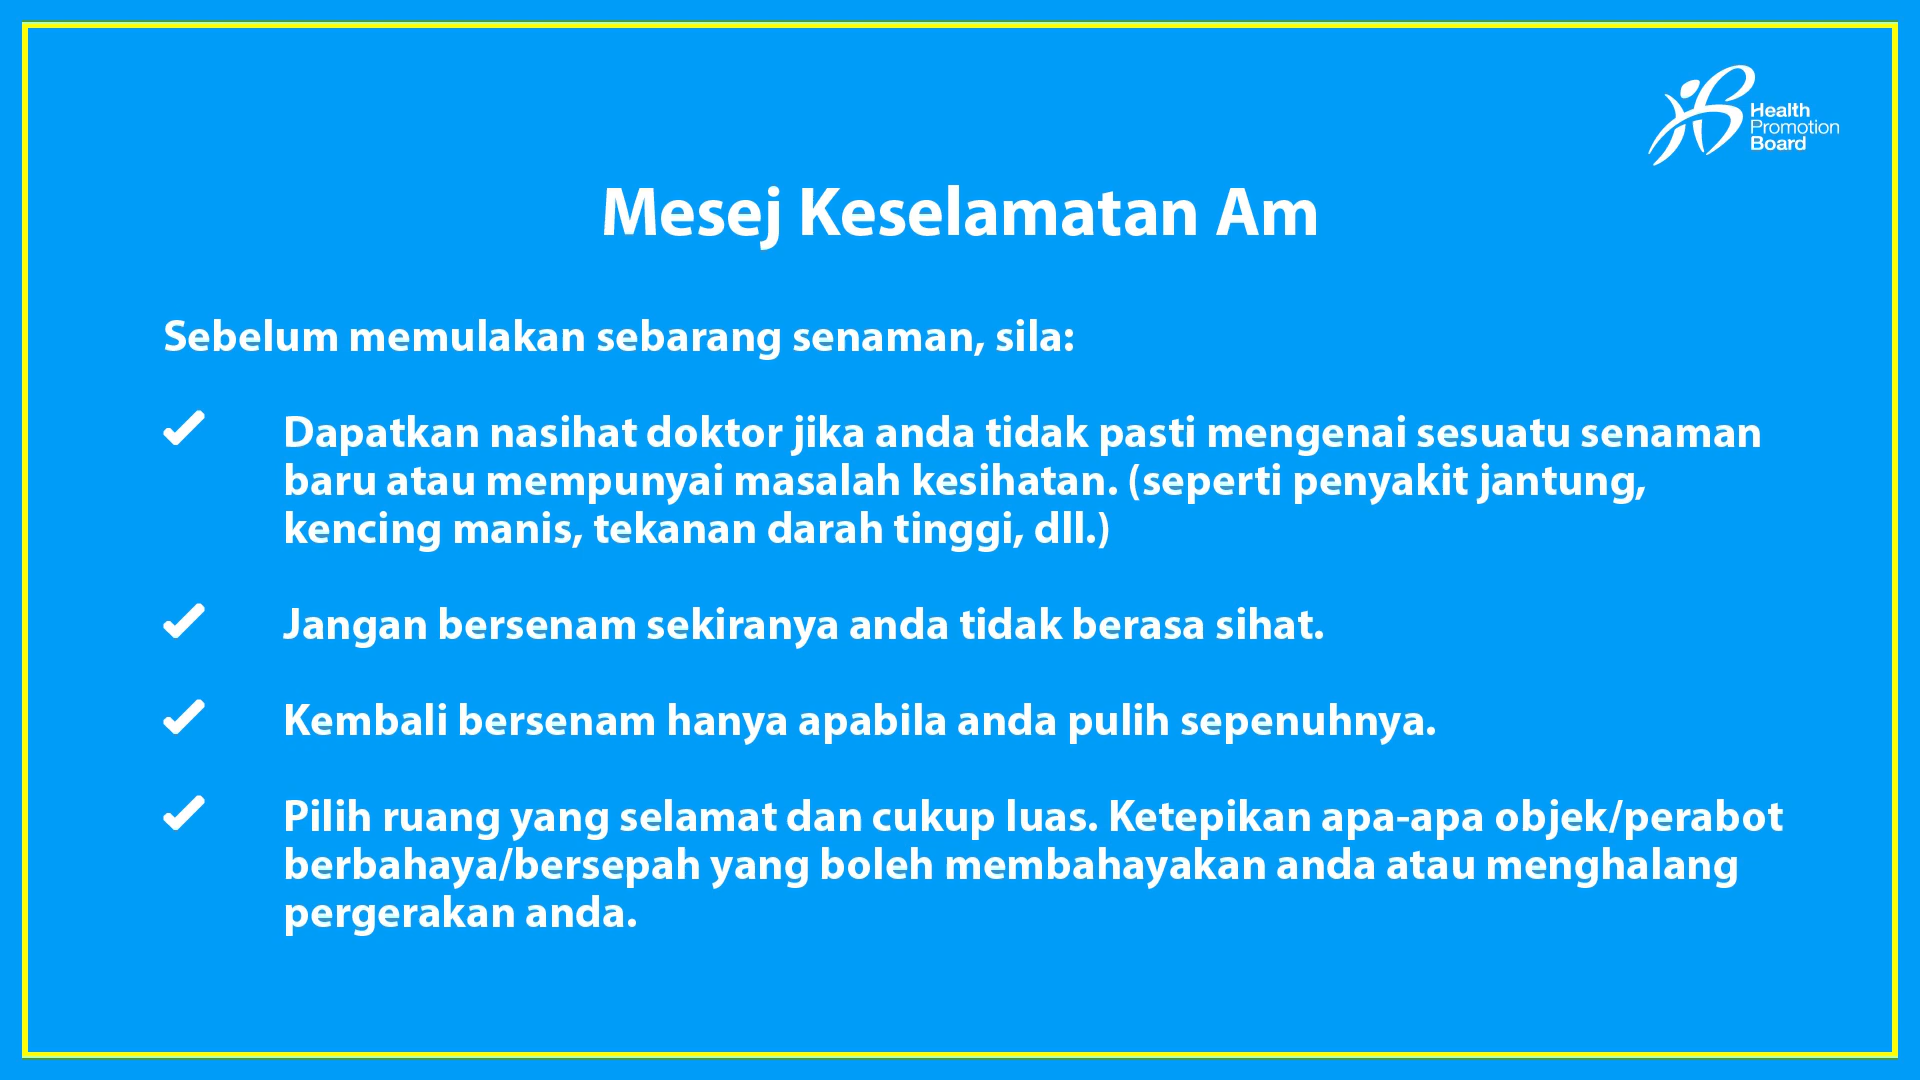 Health
Promotion
Board
Mesej Keselamatan Am
Sebelum memulakan sebarang senaman, sila:
Dapatkan nasihat doktor jika anda tidak pasti mengenai sesuatu senaman
baru atau mempunyai masalah kesihatan. (seperti penyakit jantung,
kencing manis, tekanan darah tinggi, dll.)
Jangan bersenam sekiranya anda tidak berasa sihat.
Kembali bersenam hanya apabila anda pulih sepenuhnya.
Pilih ruang yang selamat dan cukup luas. Ketepikan apa-apa objek/perabot
berbahaya/bersepah yang boleh membahayakan anda atau menghalang
pergerakan anda.